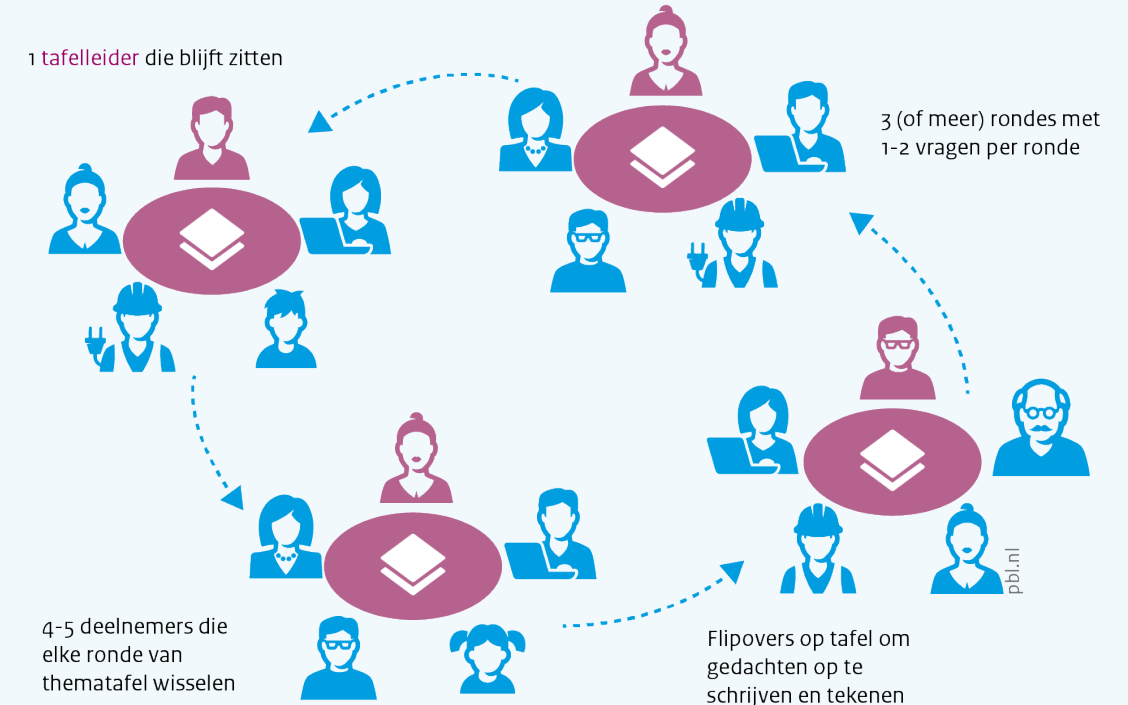 1 tafelleider die blijft zitten
3 (of meer) rondes met
1-2 vragen per ronde
4-5 deelnemers die
elke ronde van
thematafel wisselen
Flipovers op tafel om
gedachten op te
schrijven en tekenen
pbl.nl